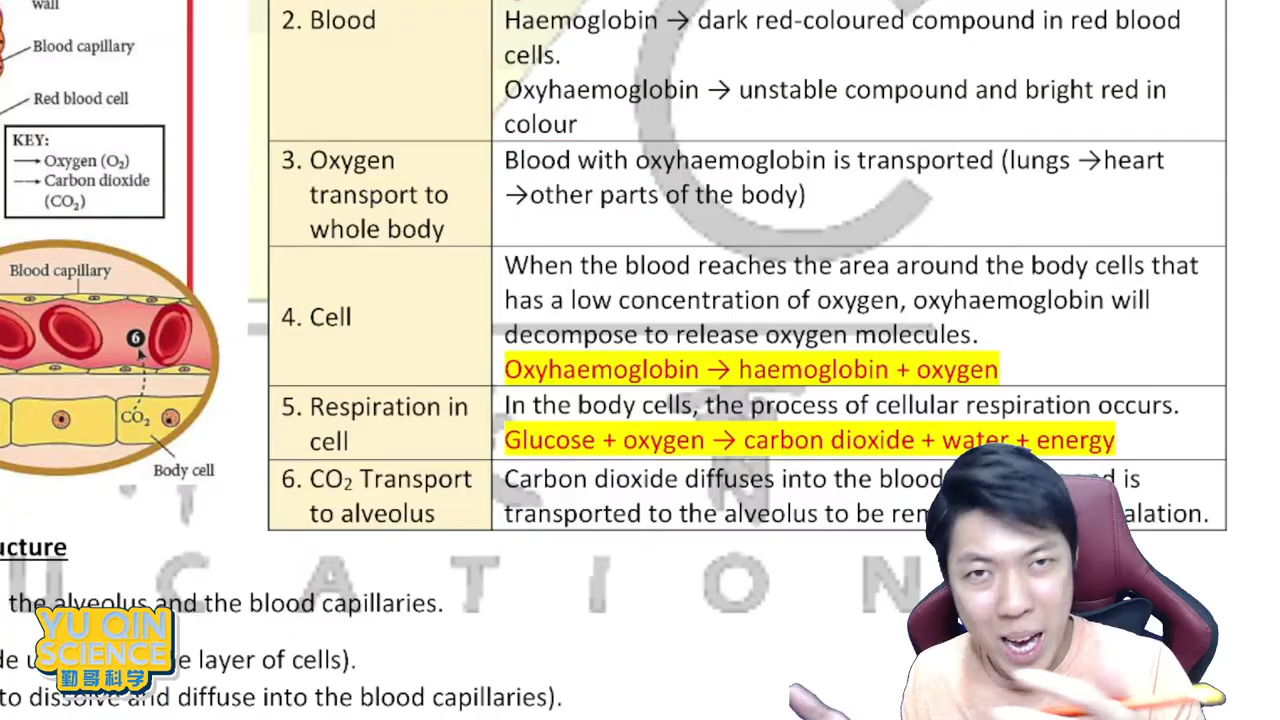 wall
Blood capillary
Red blood cell
KEY:
→ Oxygen (O₂)
→ Carbon dioxide
(CO₂)
Blood capillary
6
CO₂
Body cell
2. Blood
Haemoglobin → dark red-coloured compound in red blood
cells.
Oxyhaemoglobin → unstable compound and bright red in
colour
3. Oxygen
transport to
whole body
Blood with oxyhaemoglobin is transported (lungs →heart
→other parts of the body)
4. Cell
When the blood reaches the area around the body cells that
has a low concentration of oxygen, oxyhaemoglobin will
decompose to release oxygen molecules.
Oxyhaemoglobin → haemoglobin + oxygen
5. Respiration in
cell
In the body cells, the process of cellular respiration occurs.
Glucose + oxygen → carbon dioxide + water + energy
6. CO₂ Transport
to alveolus
Carbon dioxide diffuses into the blood is
transported to the alveolus to be
ucture
the alveolus and the blood capillaries.
layer of cells).
to dissolve and diffuse into the blood capillaries).
U C A T I O N
YU QIN
SCIENCE
勤哥科学